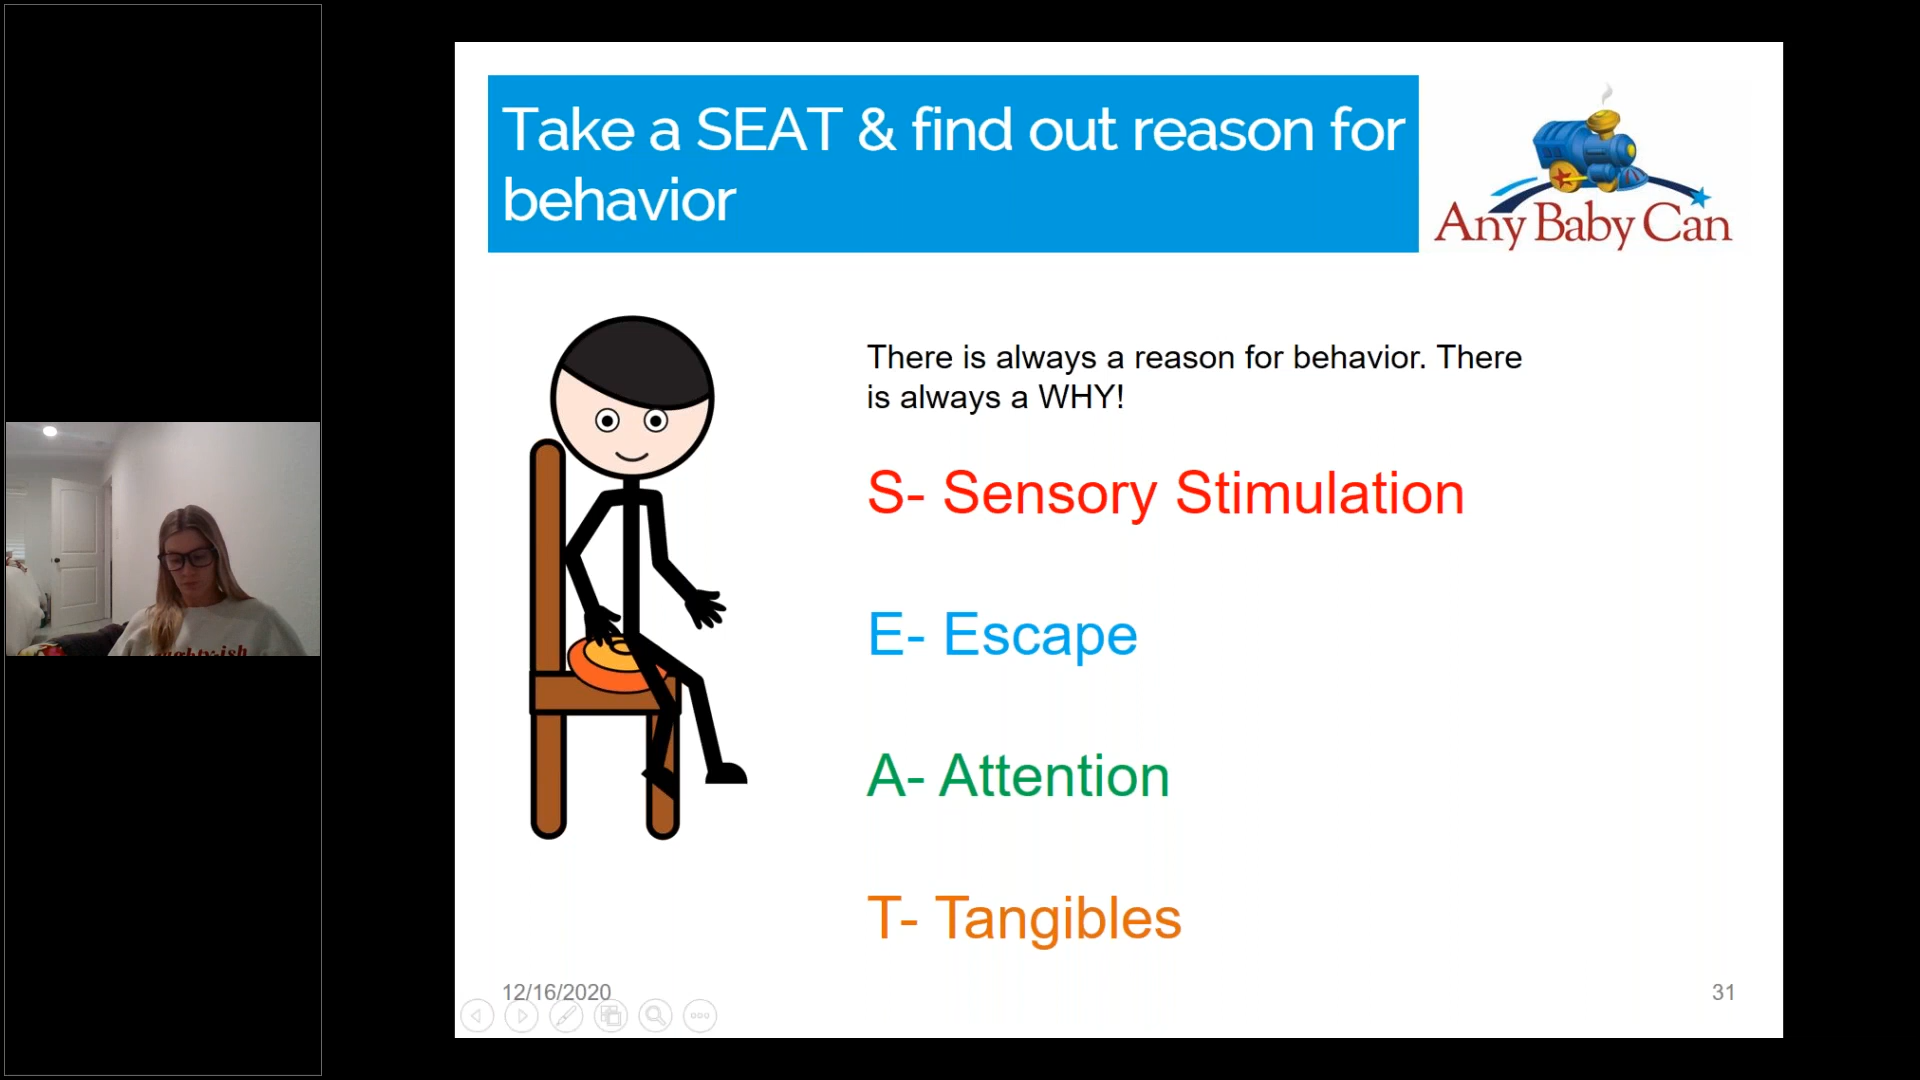 Take a SEAT & find out reason for
behavior
Any Baby Can
There is always a reason for behavior. There
is always a WHY!
S- Sensory Stimulation
E- Escape
A- Attention
T- Tangibles
12/16/2020
31